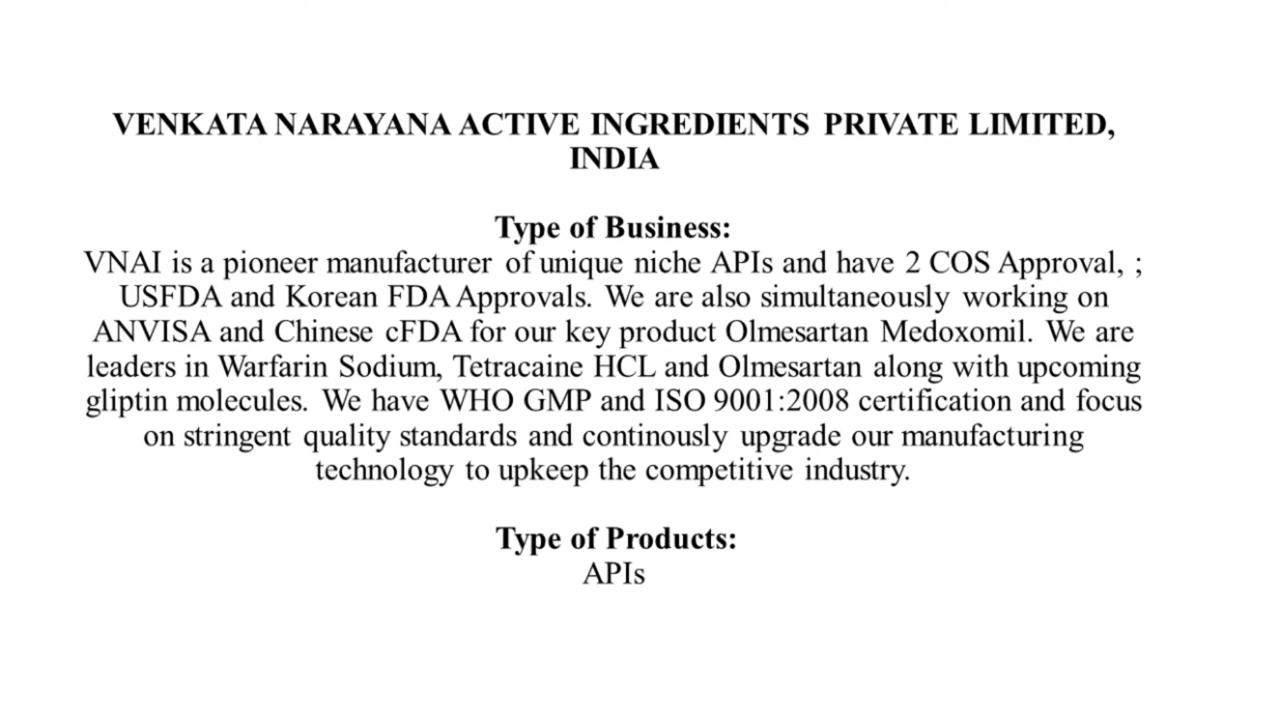 VENKATA NARAYANA ACTIVE INGREDIENTS PRIVATE LIMITED,
INDIA
Type of Business:
VNAI is a pioneer manufacturer of unique niche APIs and have 2 COS Approval, ;
USFDA and Korean FDA Approvals. We are also simultaneously working on
ANVISA and Chinese cFDA for our key product Olmesartan Medoxomil. We are
leaders in Warfarin Sodium, Tetracaine HCL and Olmesartan along with upcoming
gliptin molecules. We have WHO GMP and ISO 9001:2008 certification and focus
on stringent quality standards and continously upgrade our manufacturing
technology to upkeep the competitive industry.
Type of Products:
APIs